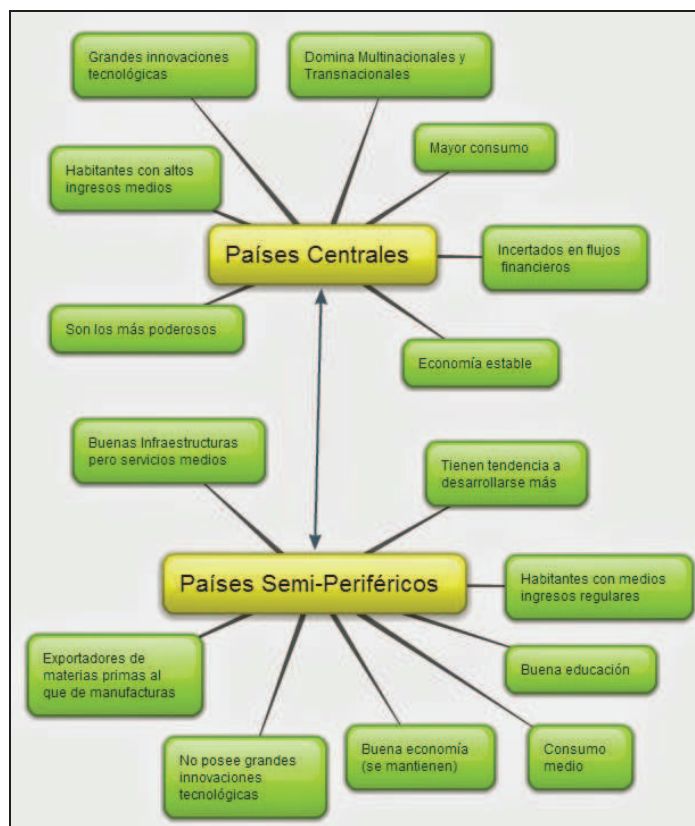 Grandes innovaciones
tecnológicas
Domina Multinacionales y
Transnacionales
Mayor consumo
Habitantes con altos
ingresos medios
Países Centrales
Incertados en flujos
financieros
Son los más poderosos
Economía estable
Buenas Infraestructuras
pero servicios medios
Tienen tendencia a
desarrollarse más
Países Semi-Periféricos
Habitantes con medios
ingresos regulares
Exportadores de
materias primas al
que de manufacturas
Buena educación
No posee grandes
innovaciones
tecnológicas
Buena economía
(se mantienen)
Consumo
medio